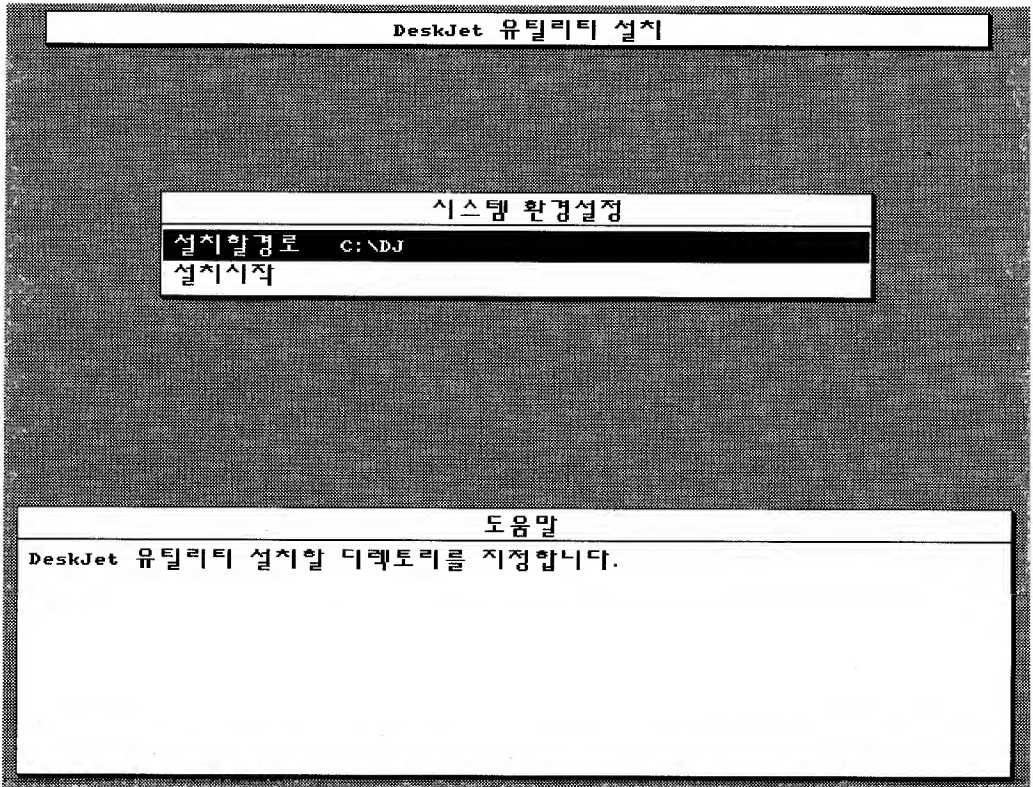 DeskJet 유틸리티 설치
시스템 환경설정
설치할경로 C:\DJ
설치시작
도움말
DeskJet 유틸리티 설치할 디렉토리를 지정합니다.